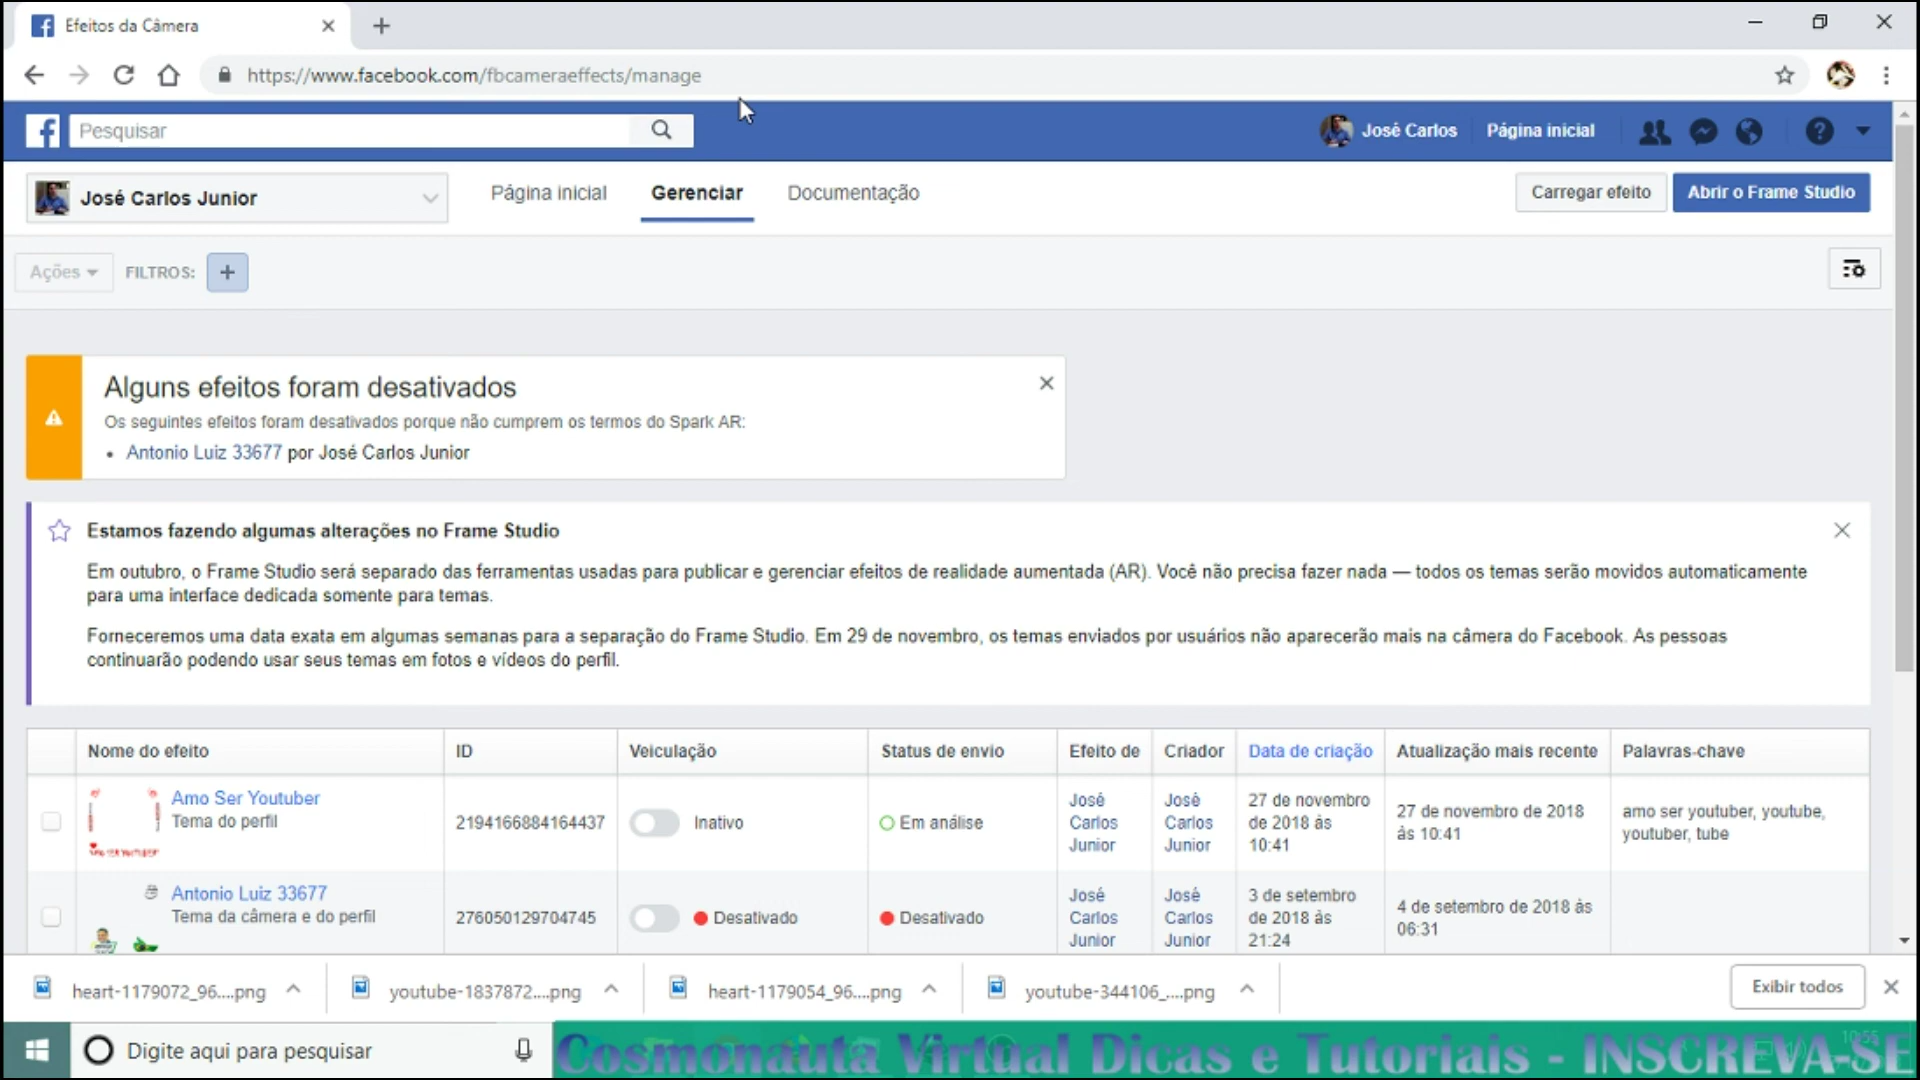 Efeitos da Câmera
https://www.facebook.com/fbcameraeffects/manage
Pesquisar
José Carlos
Página inicial
José Carlos Junior
Página inicial
Gerenciar
Documentação
Carregar efeito
Abrir o Frame Studio
Ações
FILTROS:
+
Alguns efeitos foram desativados
Os seguintes efeitos foram desativados porque não cumprem os termos do Spark AR:
• Antonio Luiz 33677 por José Carlos Junior
Estamos fazendo algumas alterações no Frame Studio
Em outubro, o Frame Studio será separado das ferramentas usadas para publicar e gerenciar efeitos de realidade aumentada (AR). Você não precisa fazer nada — todos os temas serão movidos automaticamente
para uma interface dedicada somente para temas.
Forneceremos uma data exata em algumas semanas para a separação do Frame Studio. Em 29 de novembro, os temas enviados por usuários não aparecerão mais na câmera do Facebook. As pessoas
continuarão podendo usar seus temas em fotos e vídeos do perfil.
Nome do efeito
ID
Veiculação
Status de envio
Efeito de
Criador
Data de criação
Atualização mais recente
Palavras-chave
Amo Ser Youtuber
Tema do perfil
2194166884164437
Inativo
Em análise
José
Carlos
Junior
José
Carlos
Junior
27 de novembro
de 2018 às
10:41
27 de novembro de 2018
às 10:41
amo ser youtuber, youtube,
youtuber, tube
Antonio Luiz 33677
Tema da câmera e do perfil
276050129704745
Desativado
Desativado
José
Carlos
Junior
José
Carlos
Junior
3 de setembro
de 2018 às
21:24
4 de setembro de 2018 às
06:31
heart-1179072_96....png
youtube-1837872....png
heart-1179054_96....png
youtube-344106_....png
Exibir todos
Digite aqui para pesquisar
Cosmonauta Virtual Dicas e Tutoriais - INSCREVA-SE
10:55